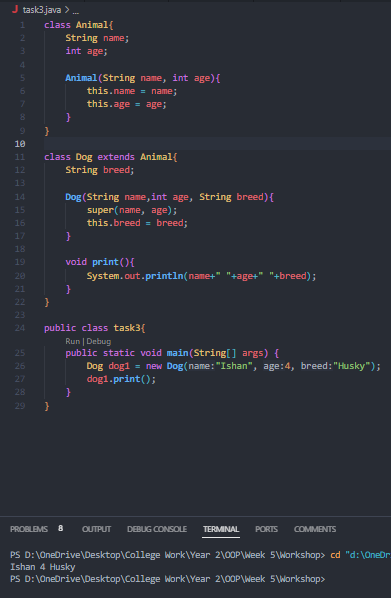 J task3.java > ...
1 class Animal{
2 String name;
3 int age;
4
5 Animal(String name, int age){
6 this.name = name;
7 this.age = age;
8 }
9 }
10
11 class Dog extends Animal{
12 String breed;
13
14 Dog(String name,int age, String breed){
15 super(name, age);
16 this.breed = breed;
17 }
18
19 void print(){
20 System.out.println(name+" "+age+" "+breed);
21 }
22 }
23
24 public class task3{
Run | Debug
25 public static void main(String[] args) {
26 Dog dog1 = new Dog(name:"Ishan", age:4, breed:"Husky");
27 dog1.print();
28 }
29 }
PROBLEMS 8 OUTPUT DEBUG CONSOLE TERMINAL PORTS COMMENTS
PS D:\OneDrive\Desktop\College Work\Year 2\OOP\Week 5\Workshop> cd "d:\OneDr
Ishan 4 Husky
PS D:\OneDrive\Desktop\College Work\Year 2\OOP\Week 5\Workshop>